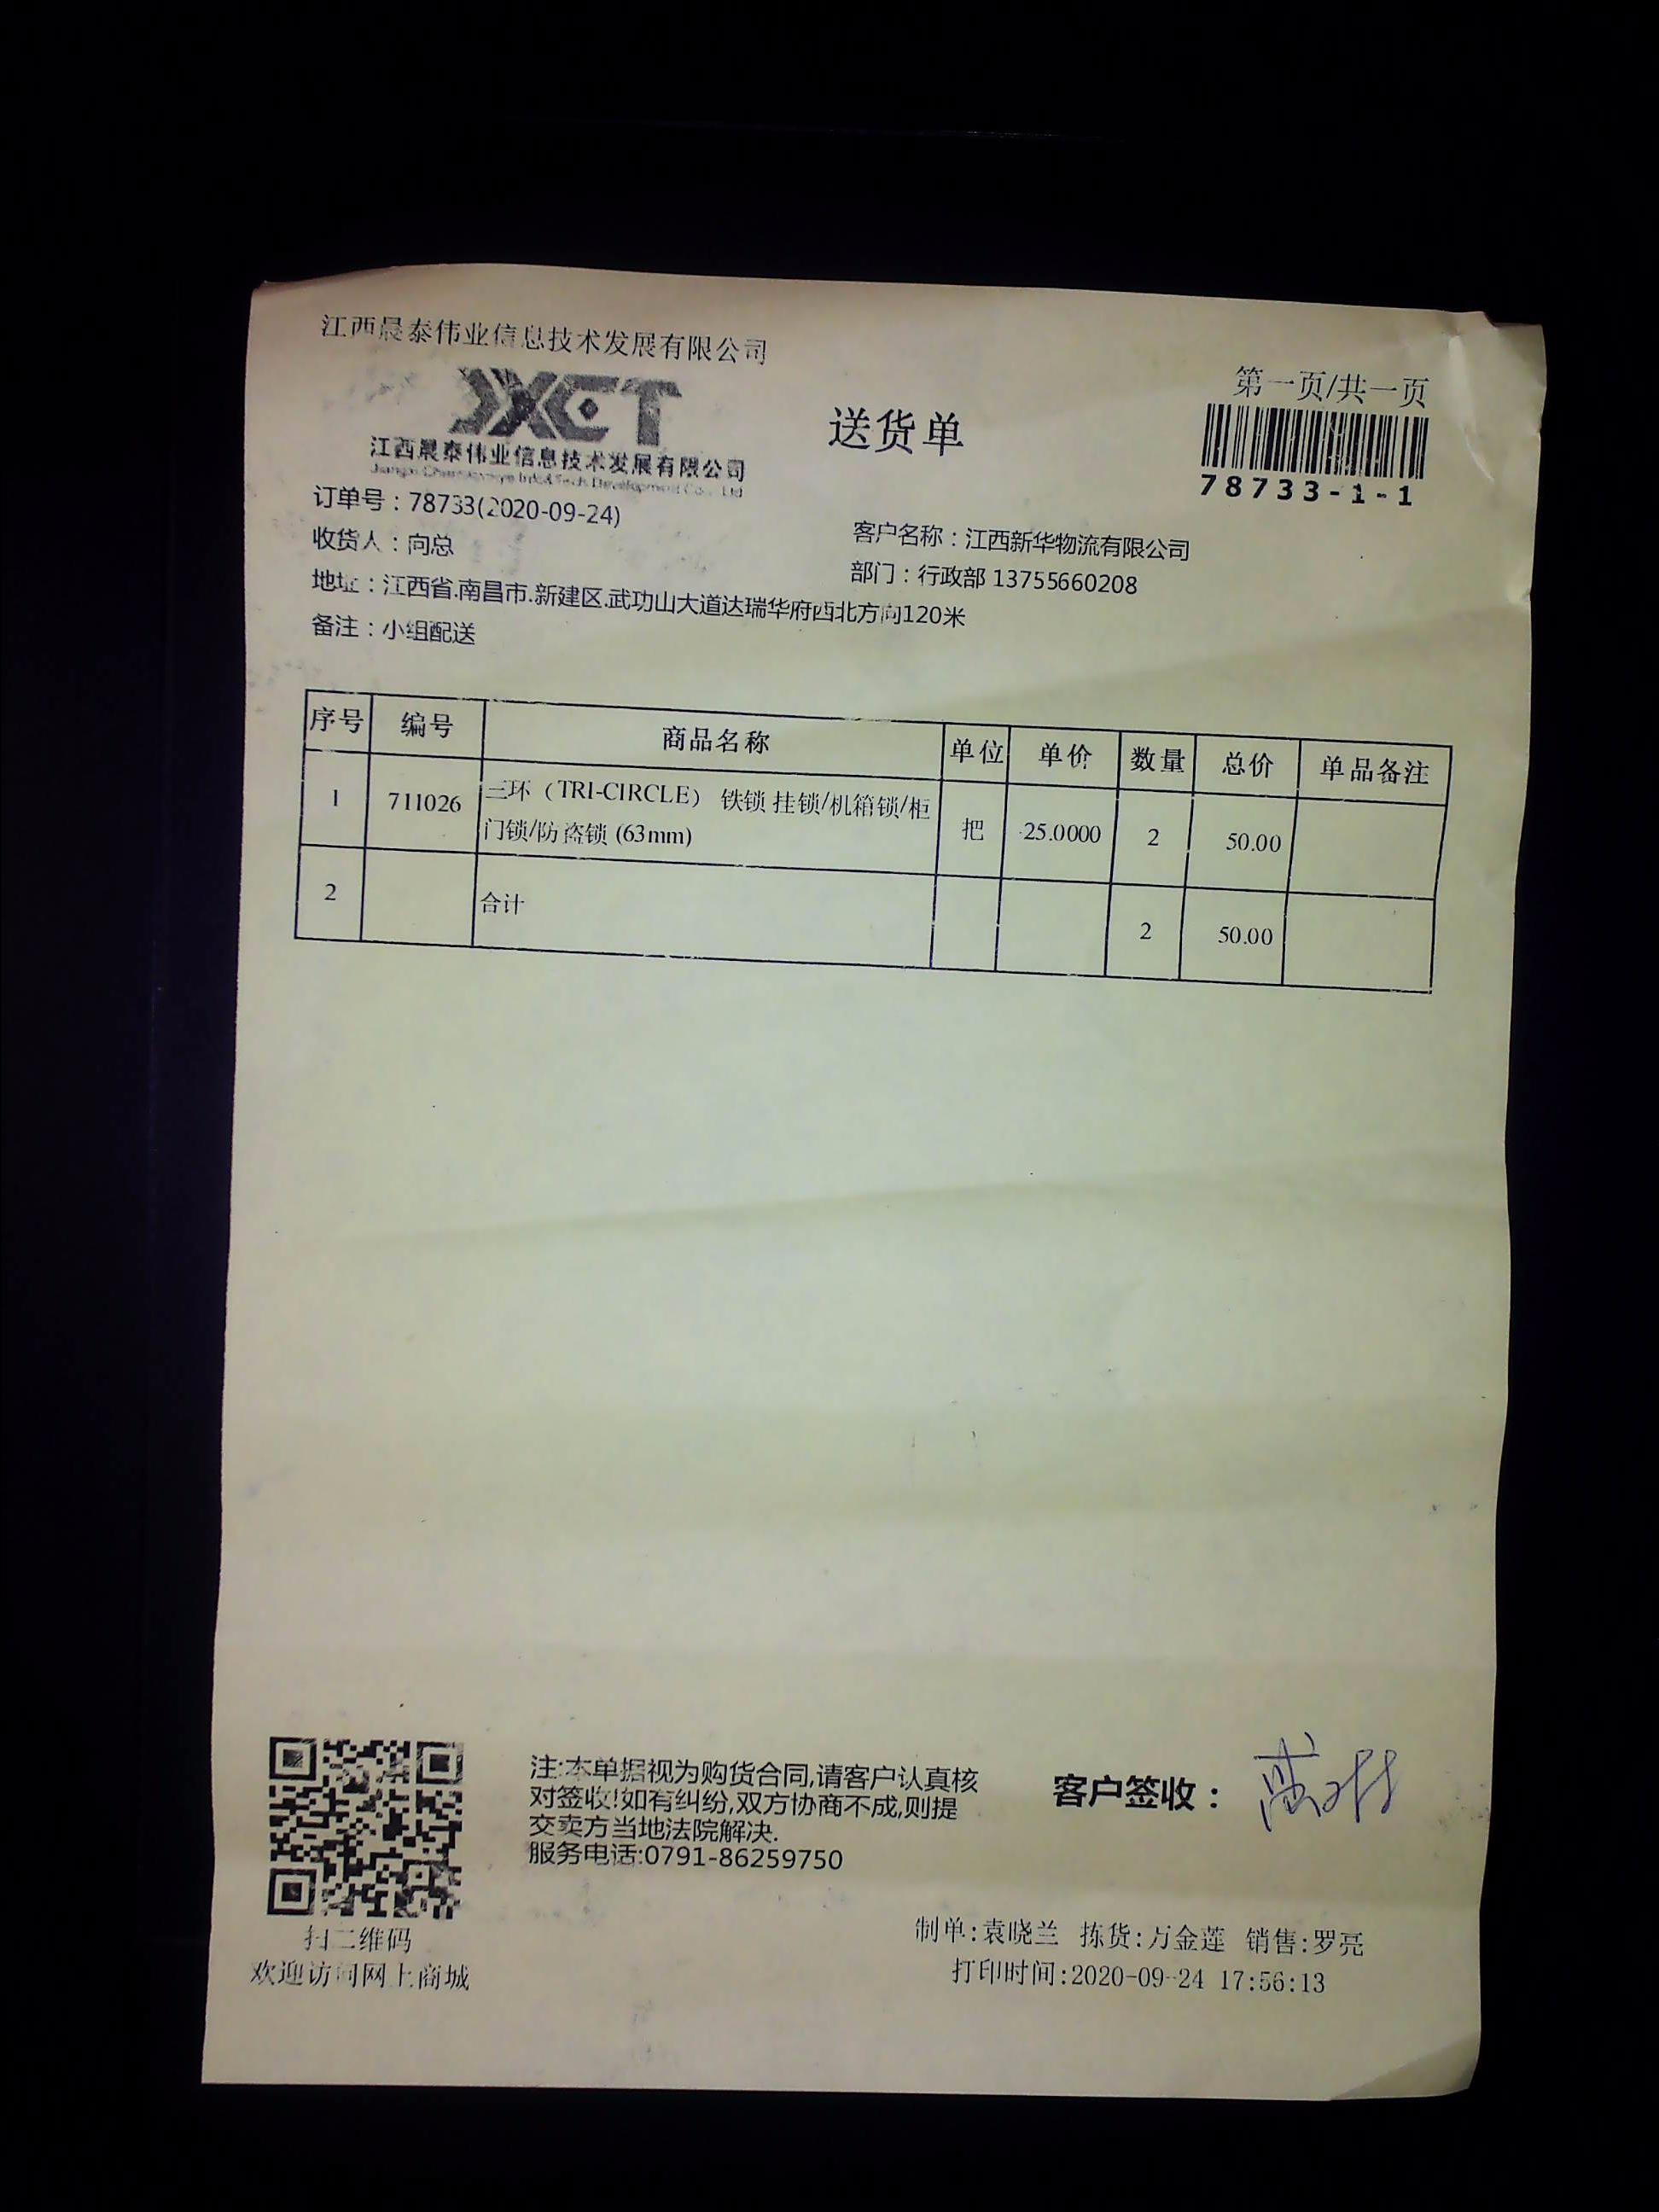 江西晨泰伟业信息技术发展有限公司
第一页/共一页
JXCT
江西晨泰伟业信息技术发展有限公司
送货单
78733-1-1
订单号：78733(2020-09-24)
客户名称：江西新华物流有限公司
收货人：向总
部门：行政部 13755660208
地址：江西省.南昌市.新建区.武功山大道达瑞华府西北方向120米
备注：小组配送
序号 编号 商品名称 单位 单价 数量 总价 单品备注
1 711026 三环（TRI-CIRCLE） 铁锁 挂锁/机箱锁/柜
门锁/防盗锁 (63mm) 把 25.0000 2 50.00
2 合计 2 50.00
注:本单据视为购货合同,请客户认真核
对签收!如有纠纷,双方协商不成,则提
交卖方当地法院解决.
服务电话:0791-86259750
客户签收：
扫二维码
欢迎访问网上商城
制单:袁晓兰 拣货:万金莲 销售:罗亮
打印时间:2020-09-24 17:56:13